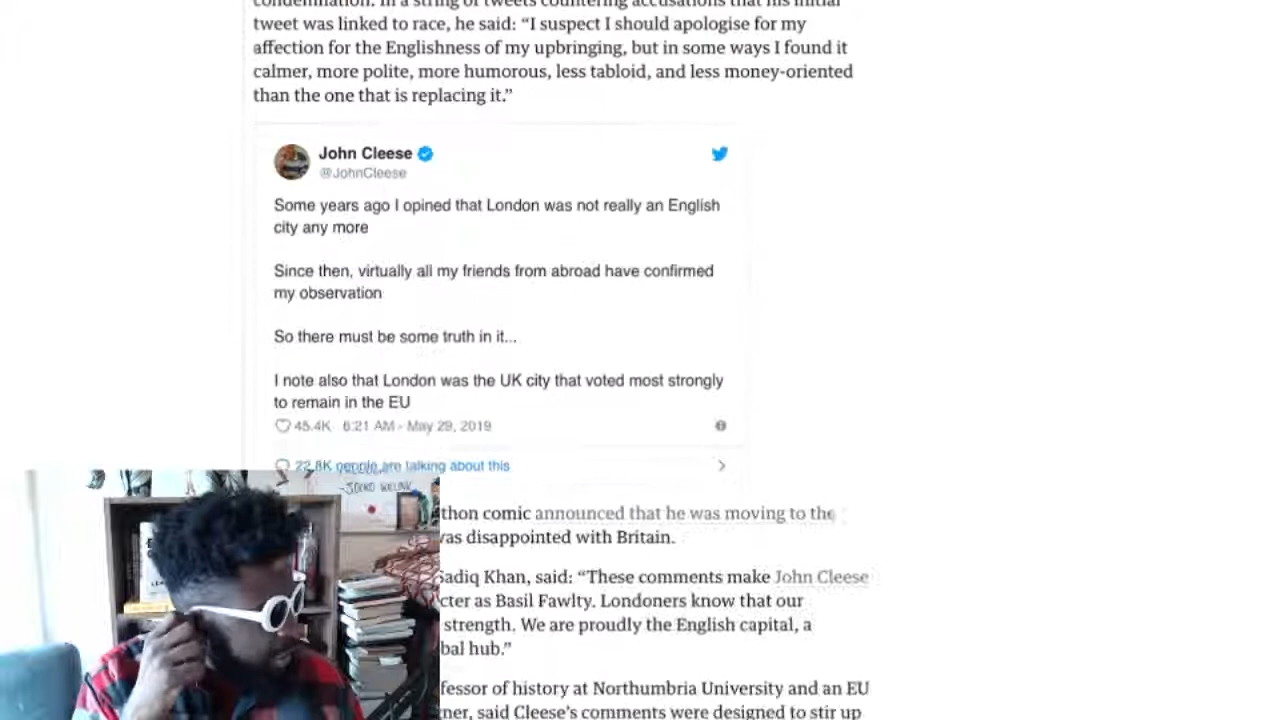 condemnation. In a string of tweets countering accusations that his initial
tweet was linked to race, he said: “I suspect I should apologise for my
affection for the Englishness of my upbringing, but in some ways I found it
calmer, more polite, more humorous, less tabloid, and less money-oriented
than the one that is replacing it.”
John Cleese
@JohnCleese
Some years ago I opined that London was not really an English
city any more
Since then, virtually all my friends from abroad have confirmed
my observation
So there must be some truth in it...
I note also that London was the UK city that voted most strongly
to remain in the EU
45.4K 6:21 AM - May 29, 2019
22.8K people are talking about this
-JOCKO WILLINK
thon comic announced that he was moving to the
was disappointed with Britain.
Sadiq Khan, said: “These comments make John Cleese
cter as Basil Fawlty. Londoners know that our
strength. We are proudly the English capital, a
bal hub.”
fessor of history at Northumbria University and an EU
ner, said Cleese’s comments were designed to stir up